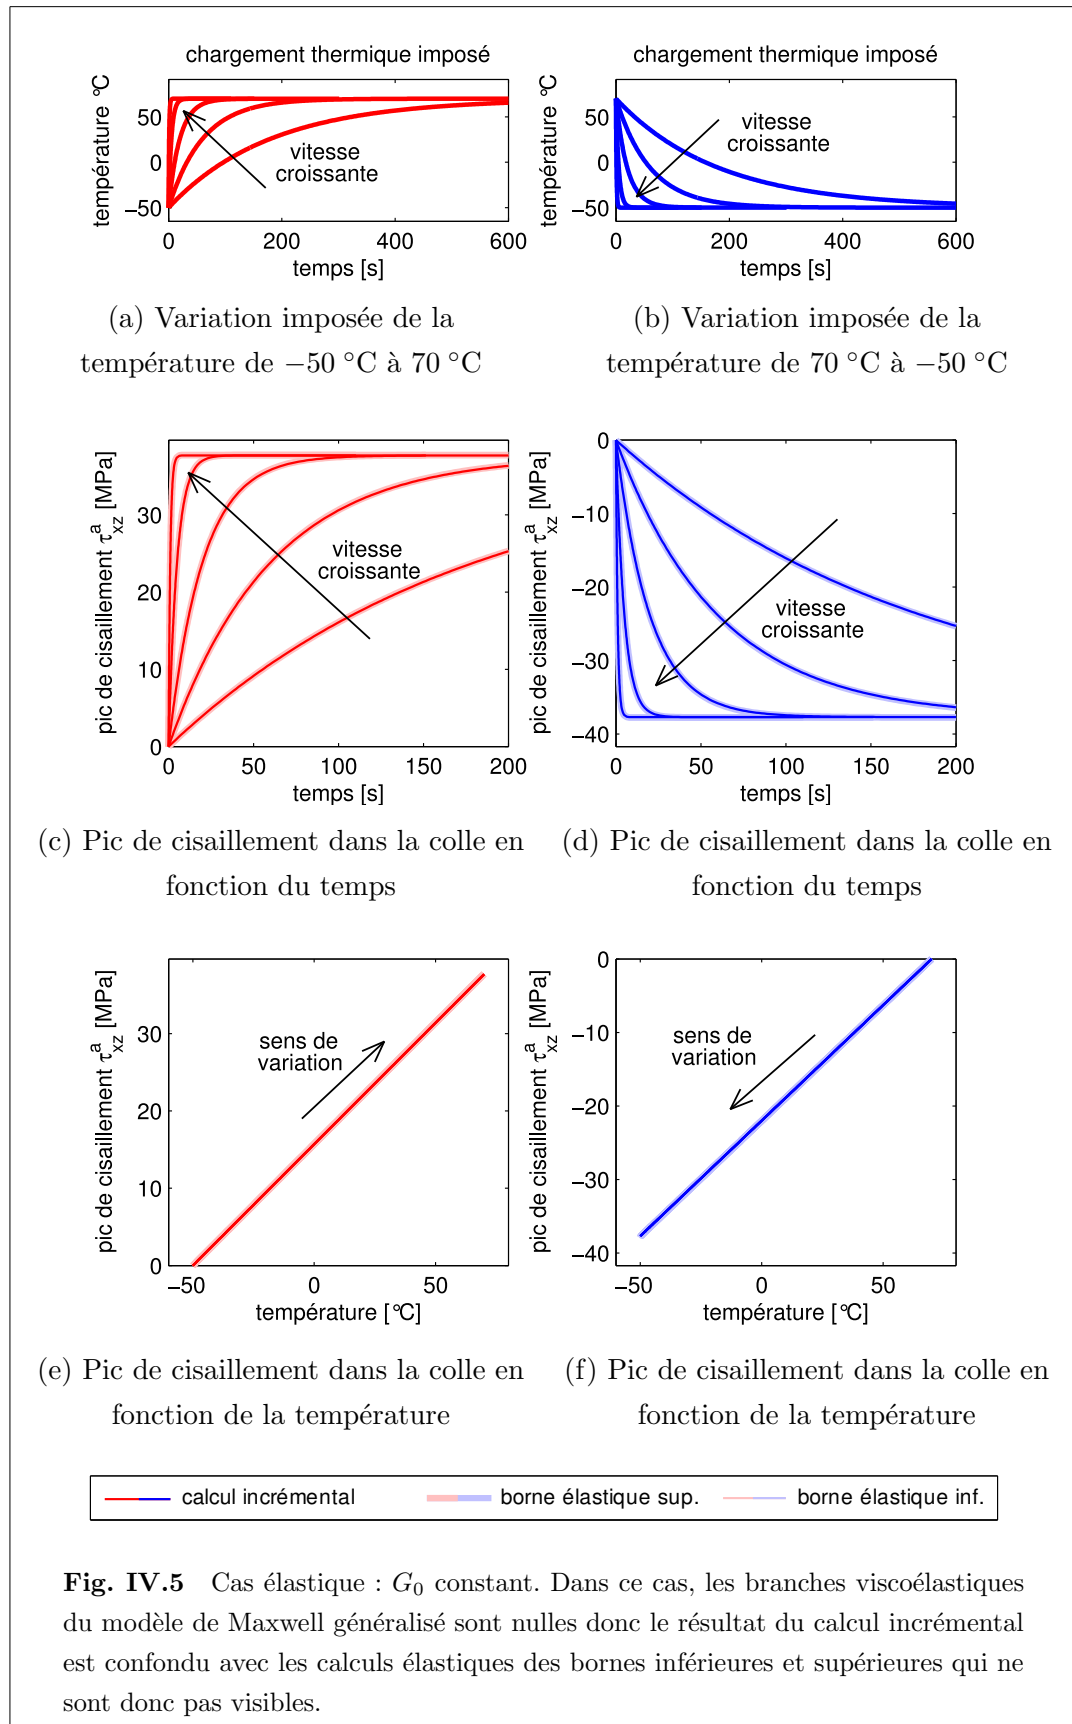 chargement thermique imposé
température °C
50
0
−50
0
200
400
600
temps [s]
vitesse
croissante
(a) Variation imposée de la
température de −50 °C à 70 °C
chargement thermique imposé
température °C
50
0
−50
0
200
400
600
temps [s]
vitesse
croissante
(b) Variation imposée de la
température de 70 °C à −50 °C
pic de cisaillement τ^a_xz [MPa]
30
20
10
0
0
50
100
150
200
temps [s]
vitesse
croissante
(c) Pic de cisaillement dans la colle en
fonction du temps
pic de cisaillement τ^a_xz [MPa]
0
−10
−20
−30
−40
0
50
100
150
200
temps [s]
vitesse
croissante
(d) Pic de cisaillement dans la colle en
fonction du temps
pic de cisaillement τ^a_xz [MPa]
30
20
10
0
−50
0
50
température [°C]
sens de
variation
(e) Pic de cisaillement dans la colle en
fonction de la température
pic de cisaillement τ^a_xz [MPa]
0
−10
−20
−30
−40
−50
0
50
température [°C]
sens de
variation
(f) Pic de cisaillement dans la colle en
fonction de la température
calcul incrémental
borne élastique sup.
borne élastique inf.
Fig. IV.5 Cas élastique : G₀ constant. Dans ce cas, les branches viscoélastiques
du modèle de Maxwell généralisé sont nulles donc le résultat du calcul incrémental
est confondu avec les calculs élastiques des bornes inférieures et supérieures qui ne
sont donc pas visibles.